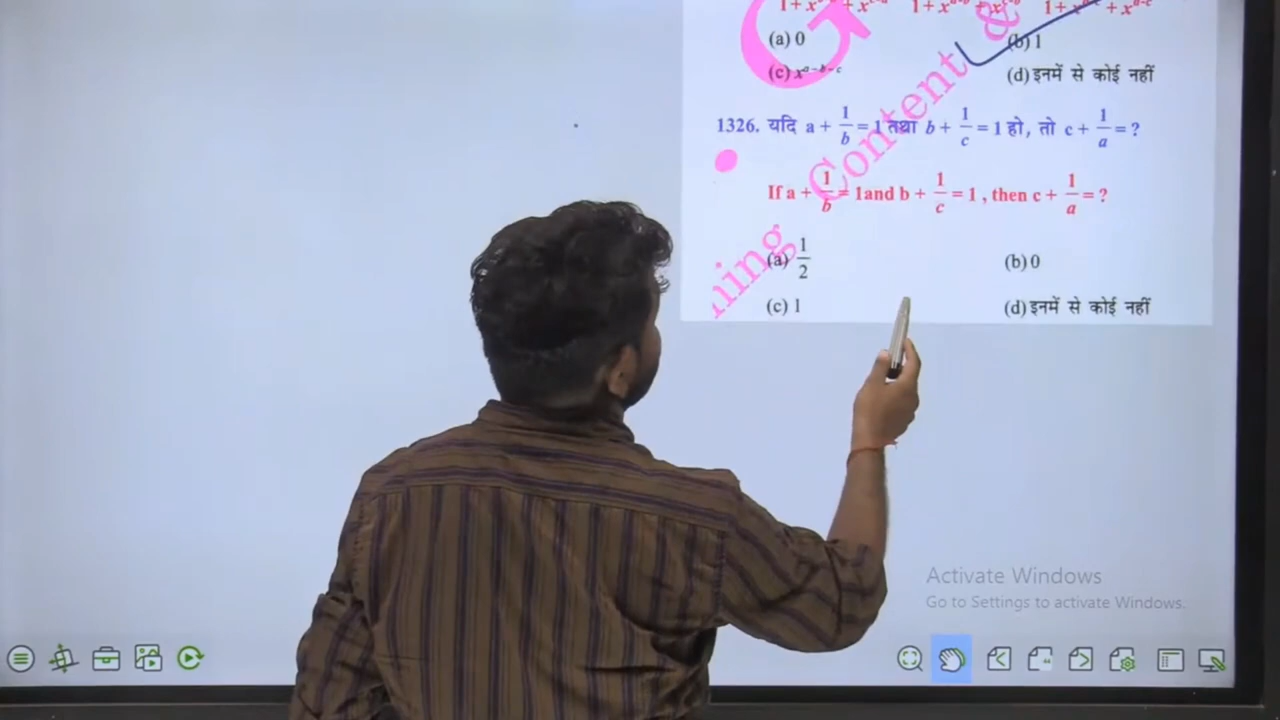 (a) 0 (b) 1
(c) x^{a-b-c} (d) इनमें से कोई नहीं
1326. यदि a + 1/b = 1 तथा b + 1/c = 1 हो, तो c + 1/a = ?
If a + 1/b = 1 and b + 1/c = 1 , then c + 1/a = ?
(a) 1/2 (b) 0
(c) 1 (d) इनमें से कोई नहीं
Content &
Activate Windows
Go to Settings to activate Windows.